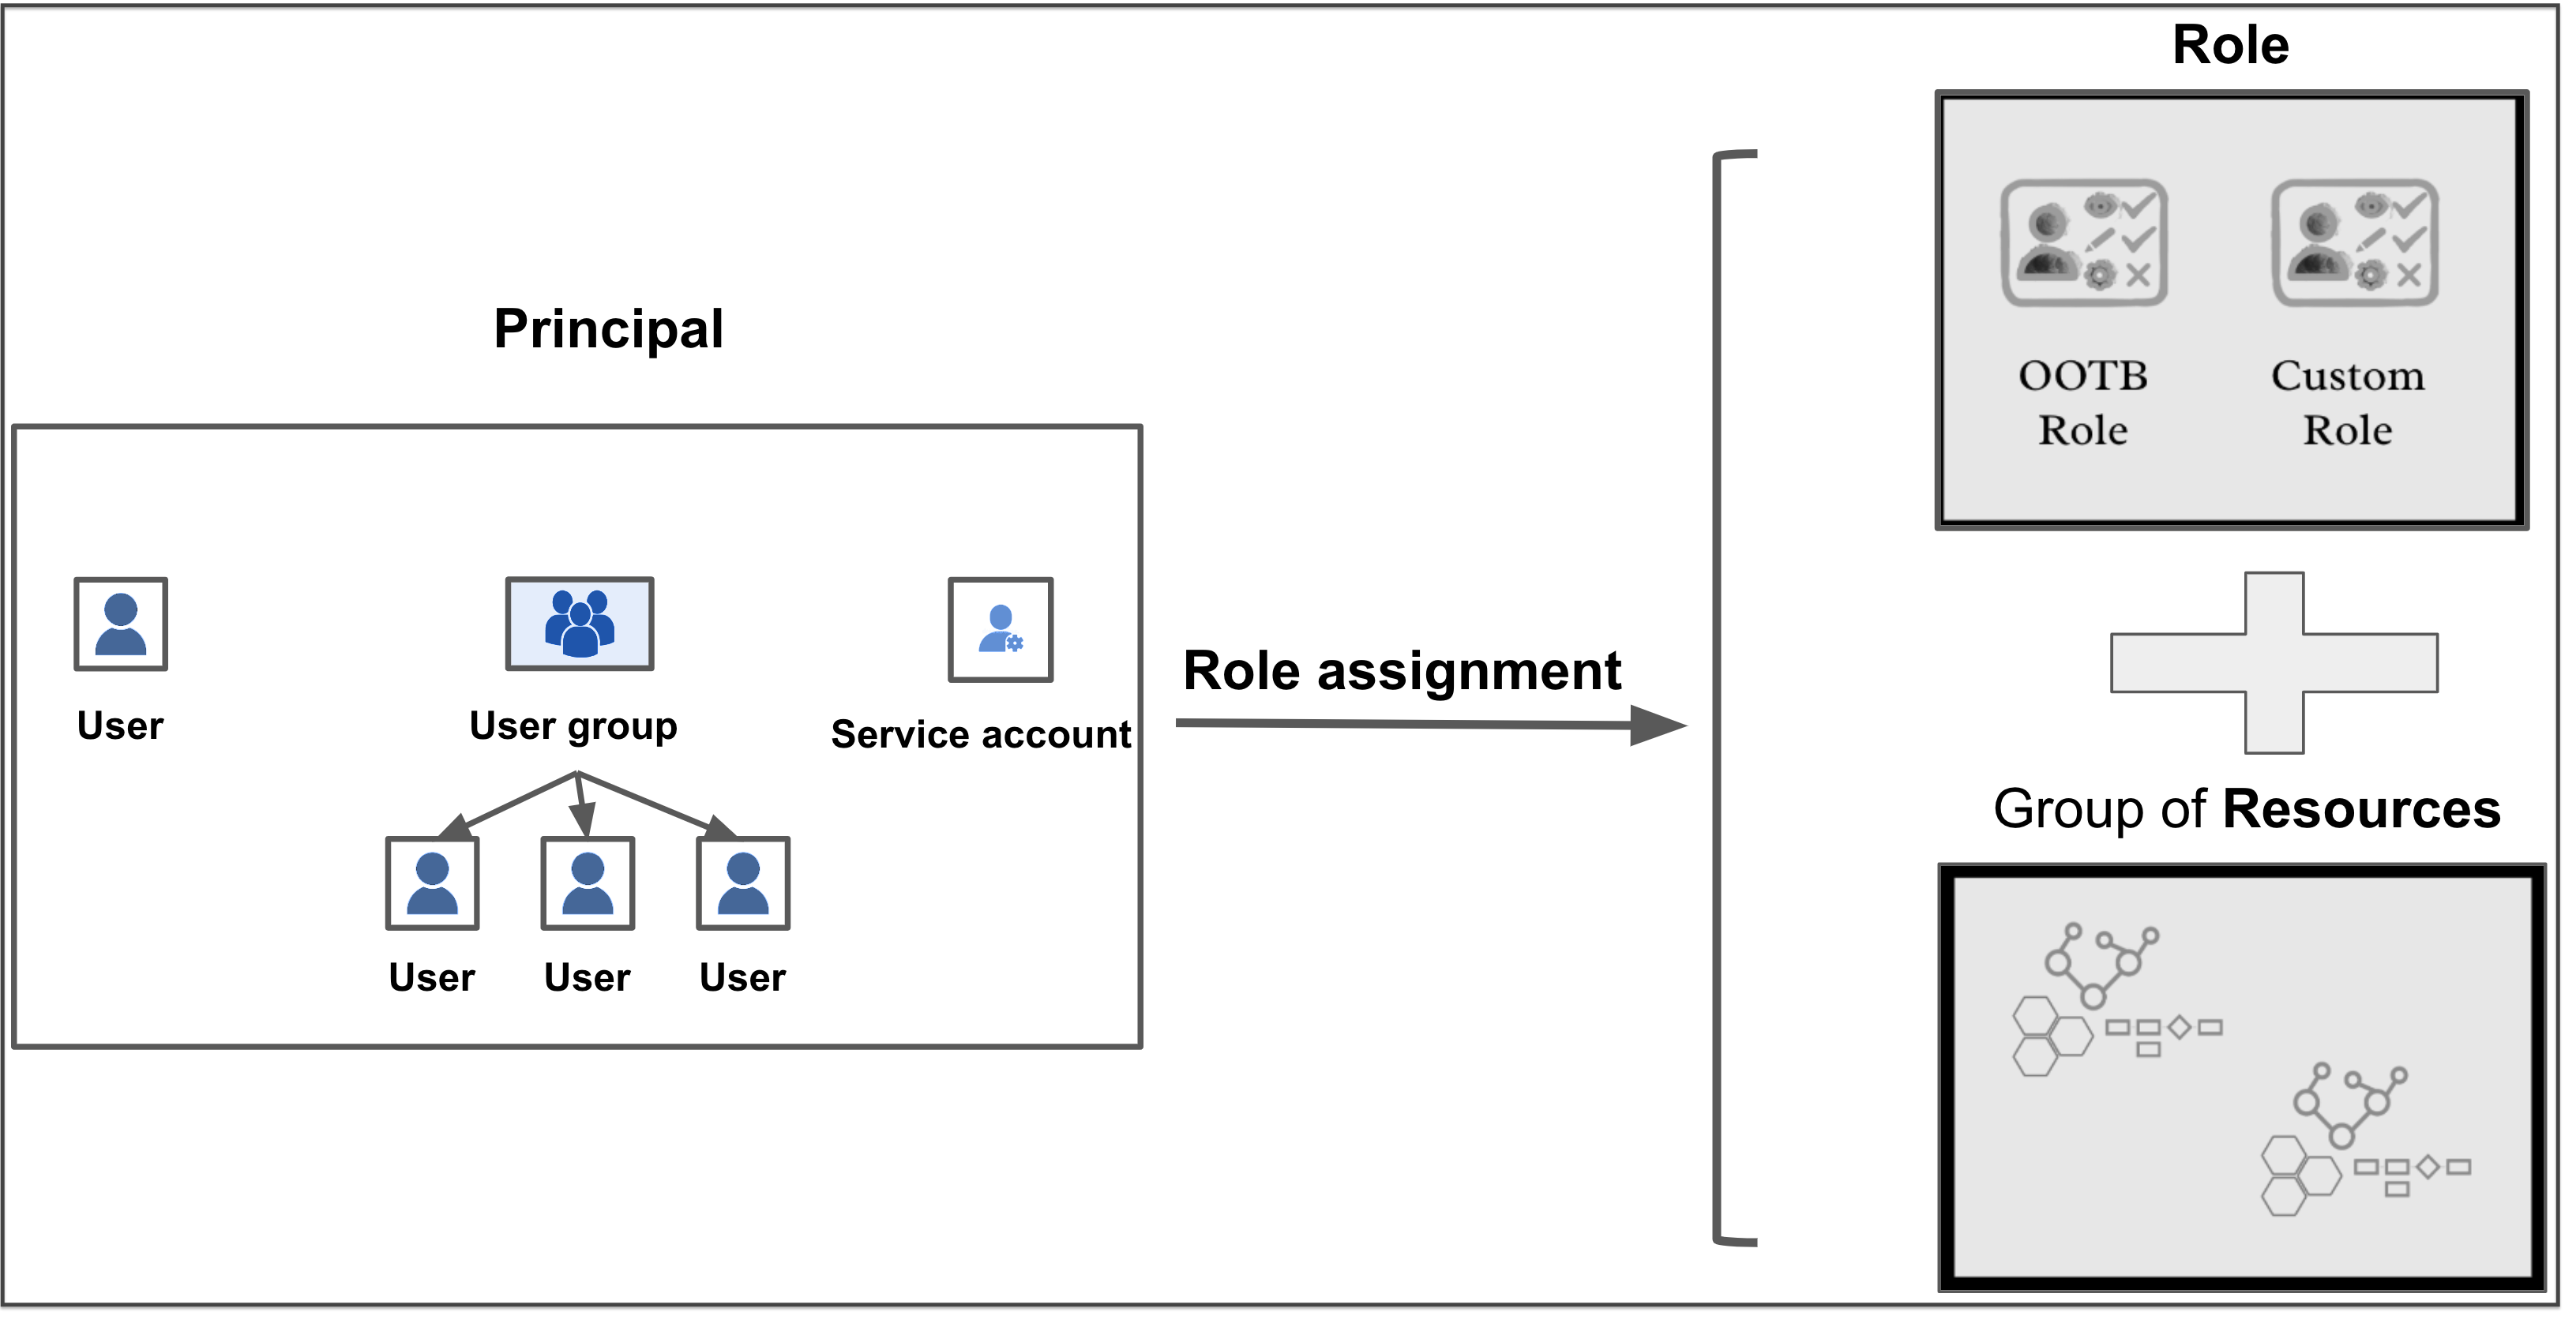 Role
OOTB
Role
Custom
Role
Principal
User
User group
Service account
User
User
User
Role assignment
Group of Resources